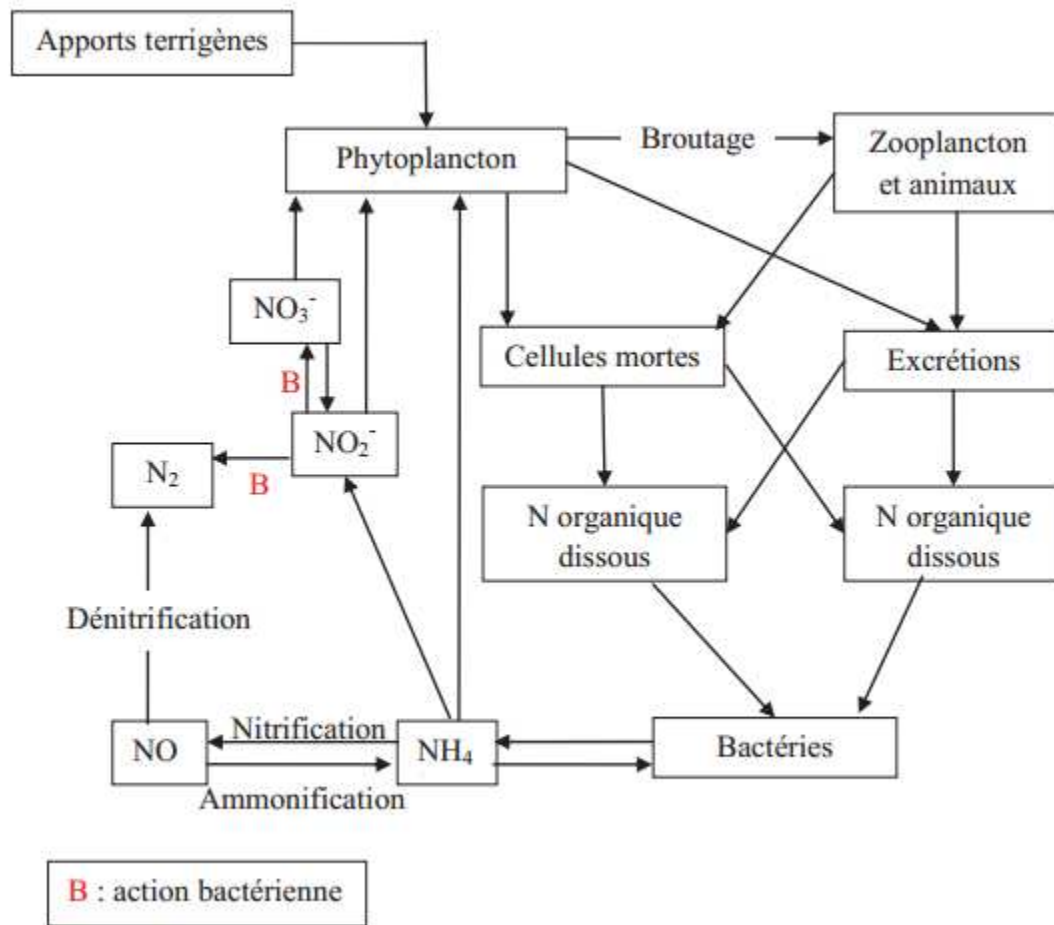 Apports terrigènes
Phytoplancton
Broutage
Zooplancton
et animaux
NO₃⁻
B
Cellules mortes
Excrétions
NO₂⁻
N₂
B
N organique
dissous
N organique
dissous
Dénitrification
NO
Nitrification
NH₄
Bactéries
Ammonification
B : action bactérienne